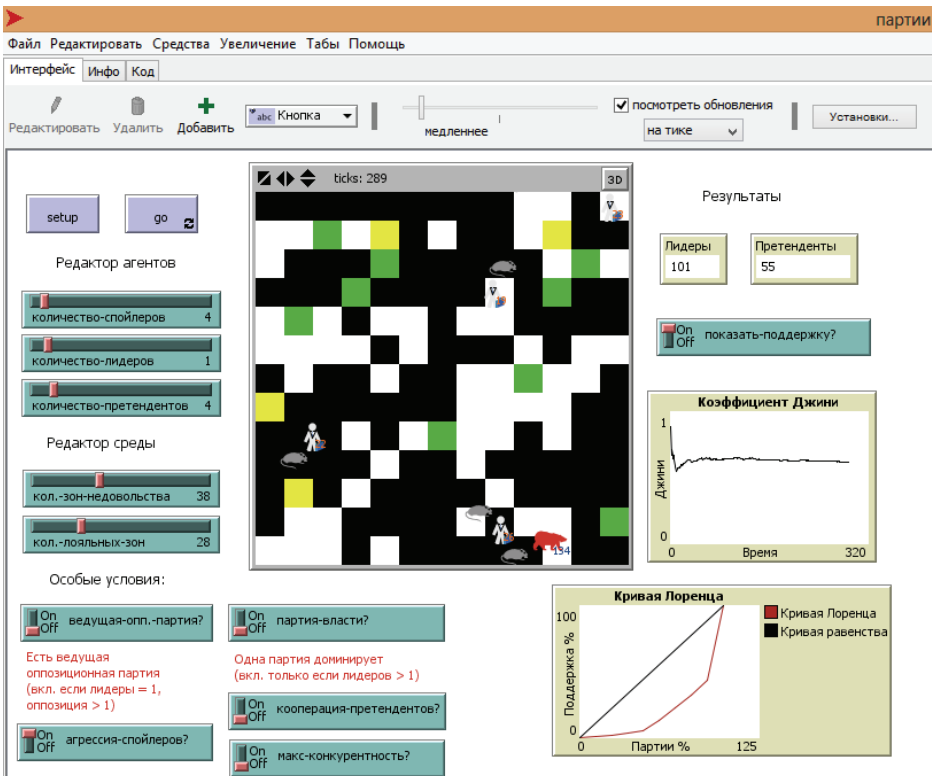 партии
Файл Редактировать Средства Увеличение Табы Помощь
Интерфейс Инфо Код
Редактировать Удалить Добавить
abc Кнопка
медленнее
посмотреть обновления
на тике
Установки...
ticks: 289
3D
setup
go
Редактор агентов
количество-спойлеров 4
количество-лидеров 1
количество-претендентов 4
Редактор среды
кол.-зон-недовольства 38
кол.-лояльных-зон 28
Особые условия:
On
Off
ведущая-опп.-партия?
Есть ведущая
оппозиционная партия
(вкл. если лидеры = 1,
оппозиция > 1)
On
Off
агрессия-спойлеров?
On
Off
партия-власти?
Одна партия доминирует
(вкл. только если лидеров > 1)
On
Off
кооперация-претендентов?
On
Off
макс-конкурентность?
134
Результаты
Лидеры
101
Претенденты
55
On
Off
показать-поддержку?
Коэффициент Джини
1
Джини
0
0 Время 320
Кривая Лоренца
100
Поддержка %
0
0 Партии % 125
Кривая Лоренца
Кривая равенства